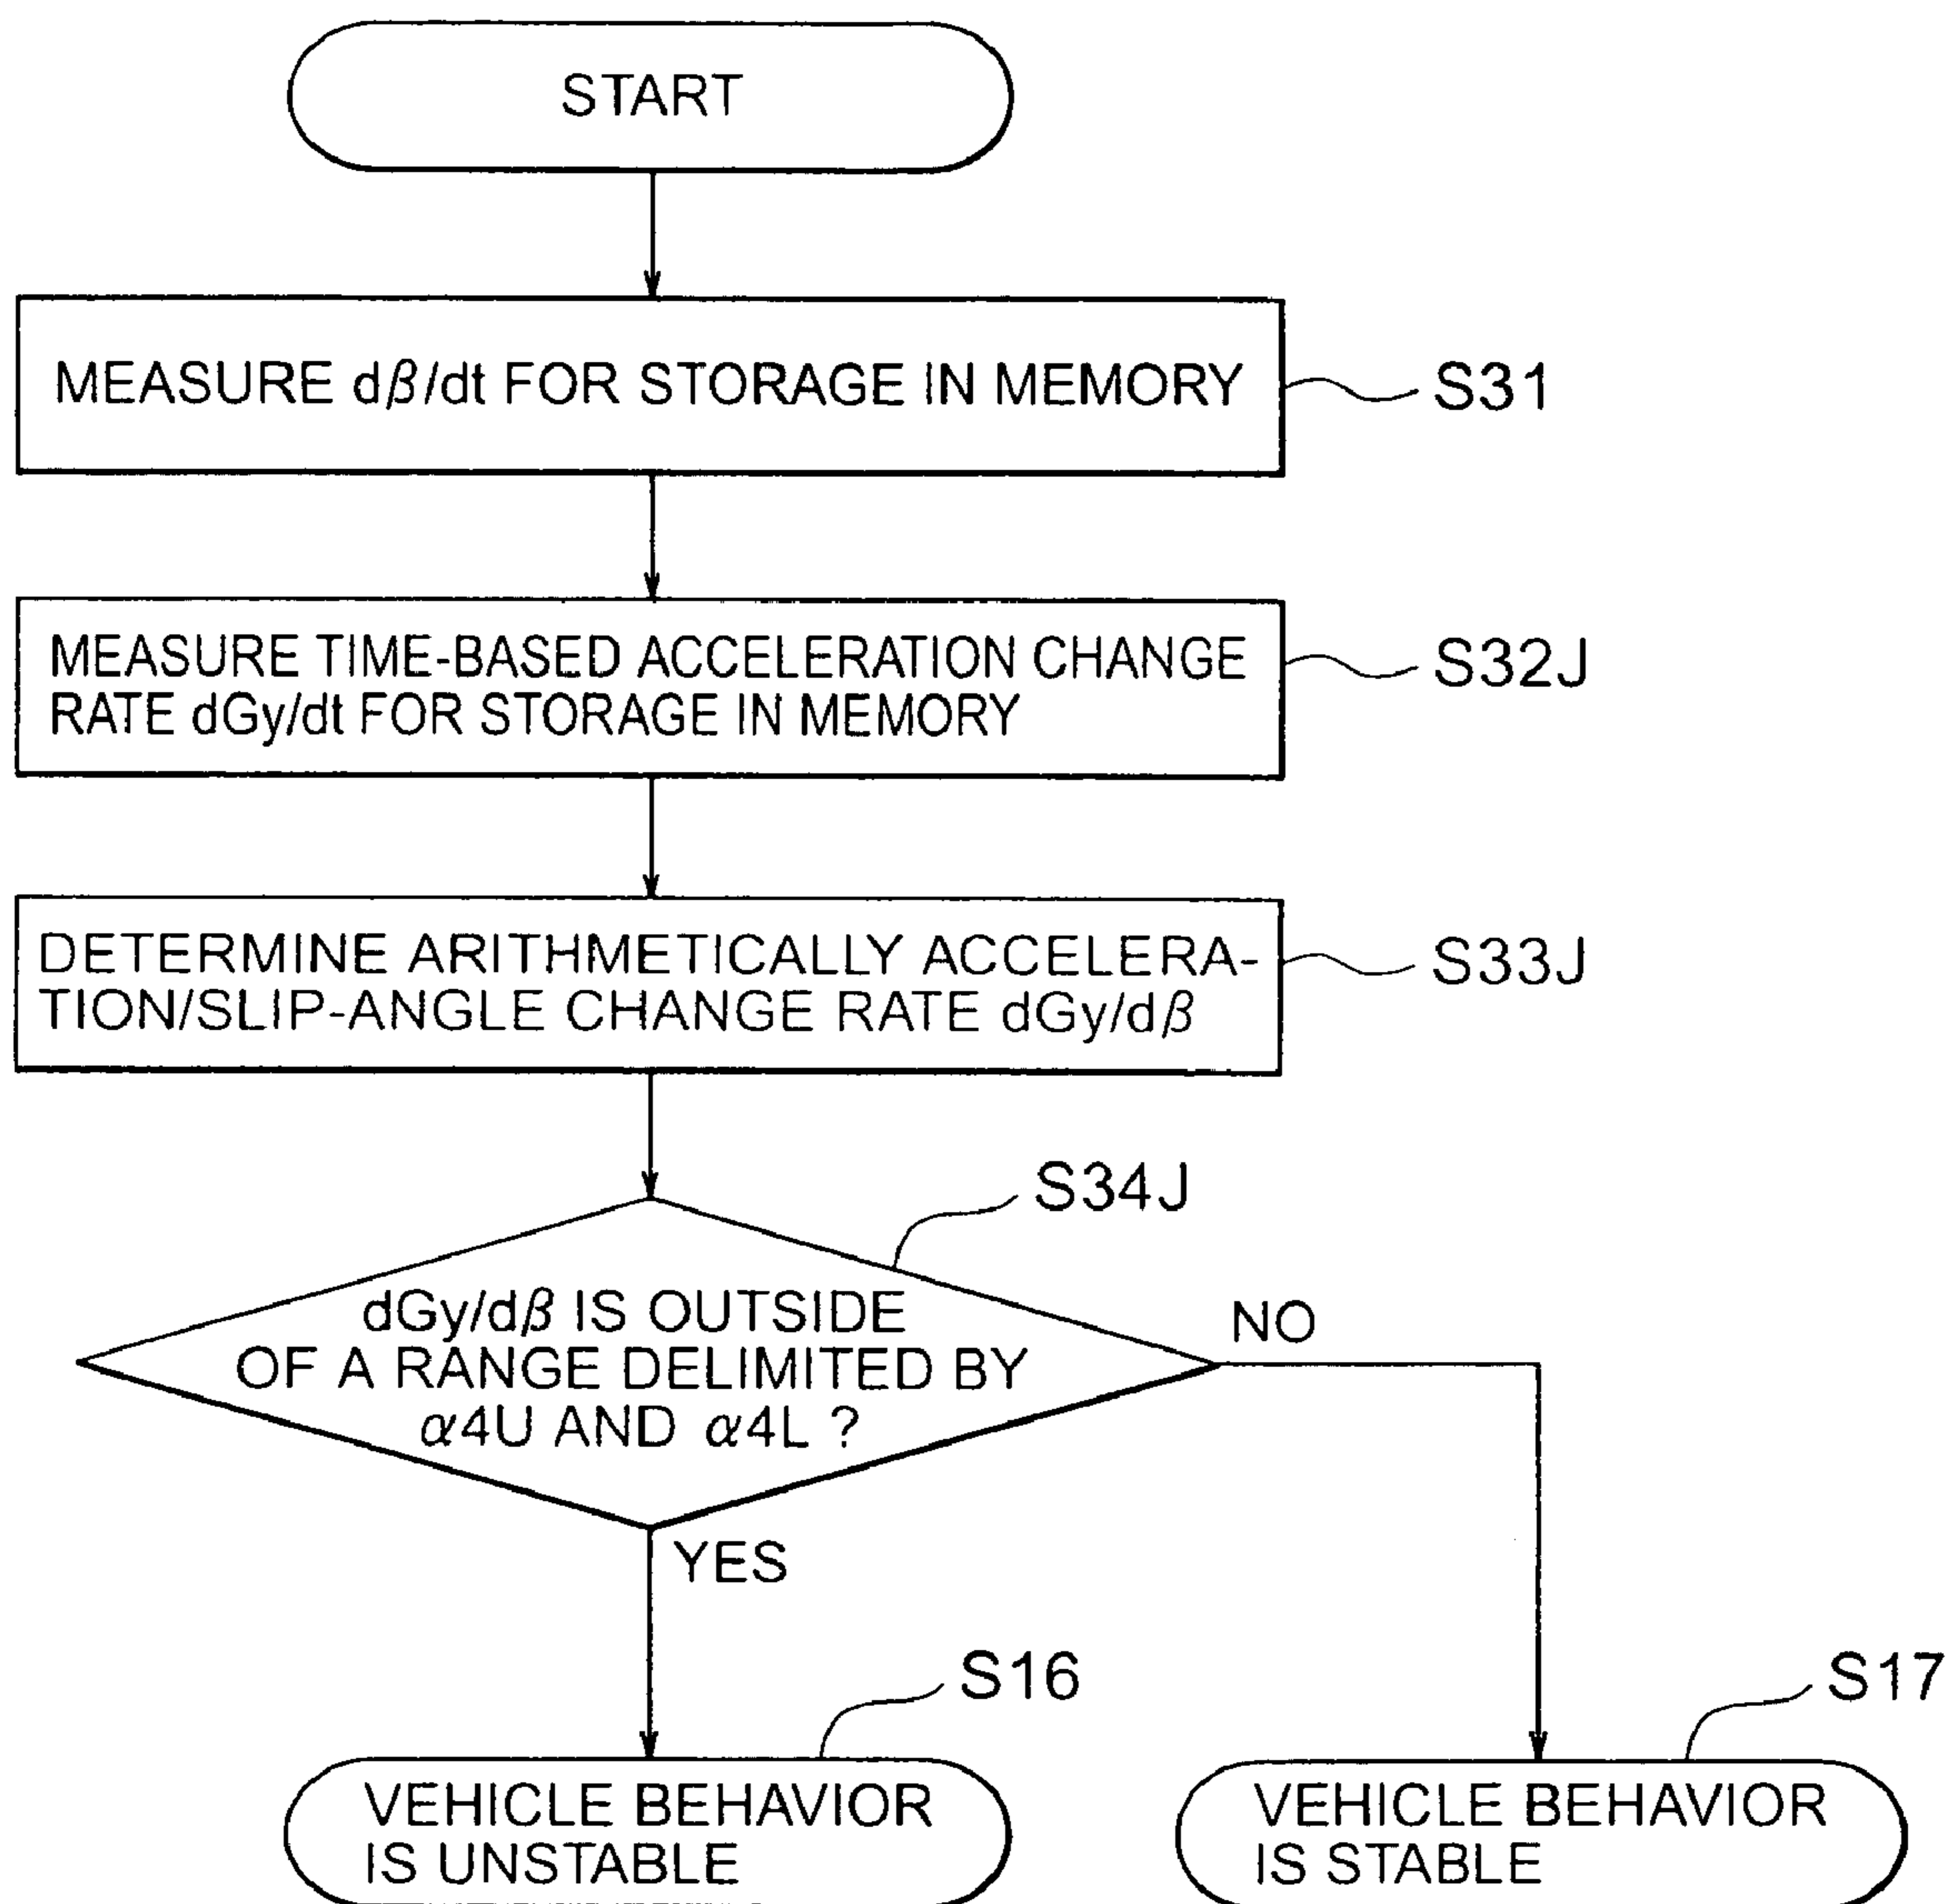 START
MEASURE dβ/dt FOR STORAGE IN MEMORY
S31
MEASURE TIME-BASED ACCELERATION CHANGE
RATE dGy/dt FOR STORAGE IN MEMORY
S32J
DETERMINE ARITHMETICALLY ACCELERA-
TION/SLIP-ANGLE CHANGE RATE dGy/dβ
S33J
S34J
dGy/dβ IS OUTSIDE
OF A RANGE DELIMITED BY
α4U AND α4L ?
NO
YES
S16
VEHICLE BEHAVIOR
IS UNSTABLE
S17
VEHICLE BEHAVIOR
IS STABLE